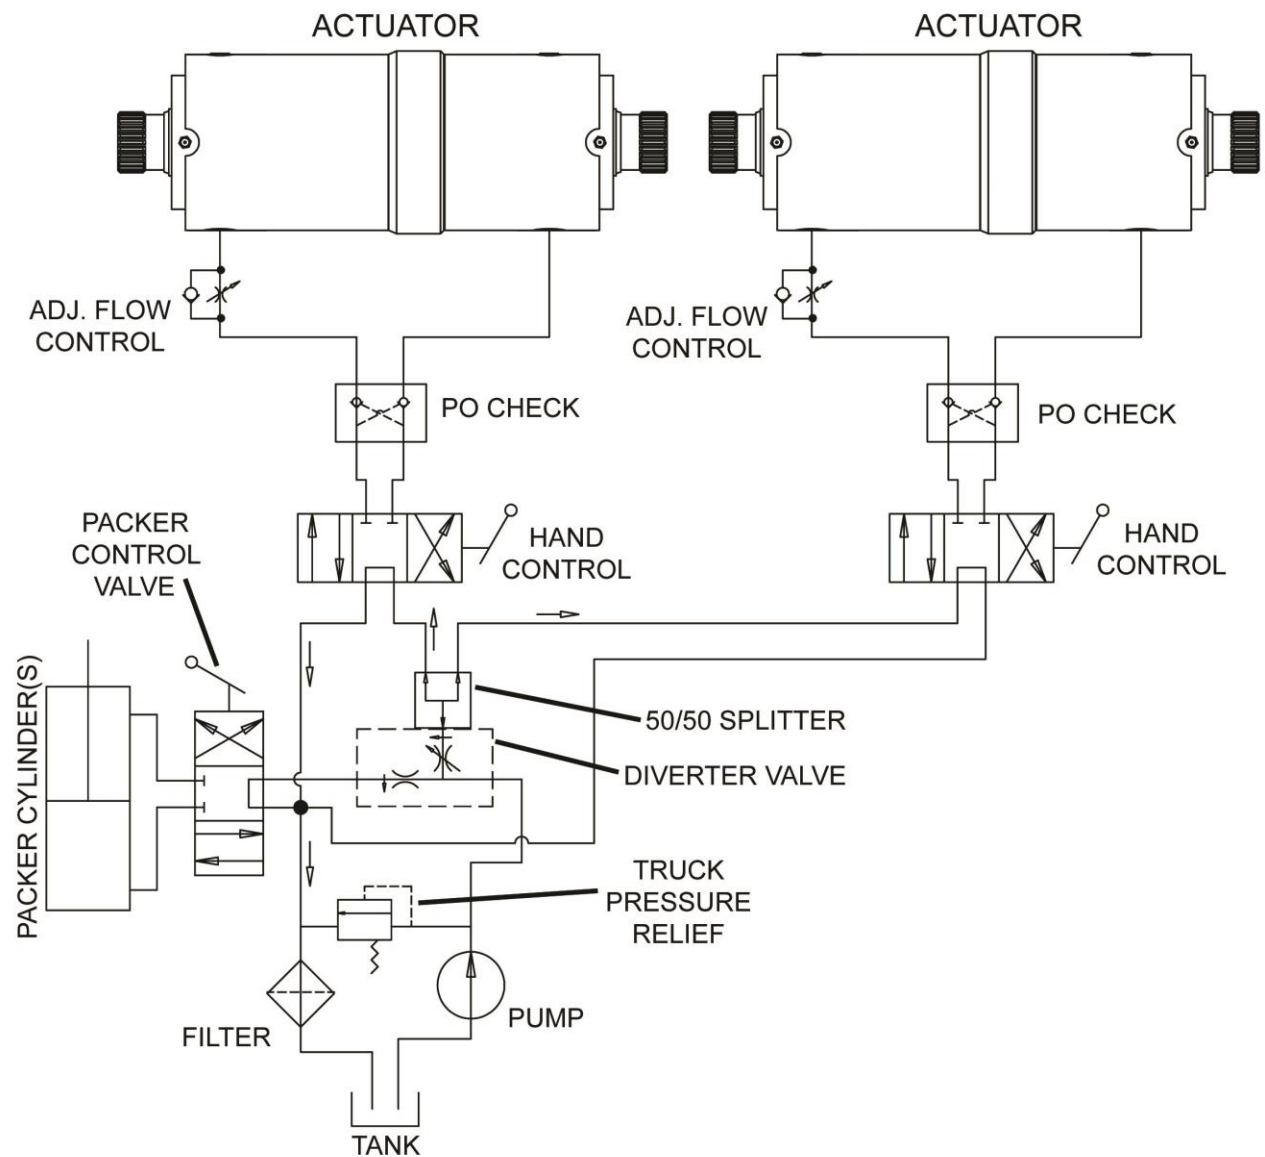 ACTUATOR
ACTUATOR
ADJ. FLOW
CONTROL
ADJ. FLOW
CONTROL
PO CHECK
PO CHECK
PACKER
CONTROL
VALVE
HAND
CONTROL
HAND
CONTROL
PACKER CYLINDER(S)
50/50 SPLITTER
DIVERTER VALVE
TRUCK
PRESSURE
RELIEF
FILTER
PUMP
TANK